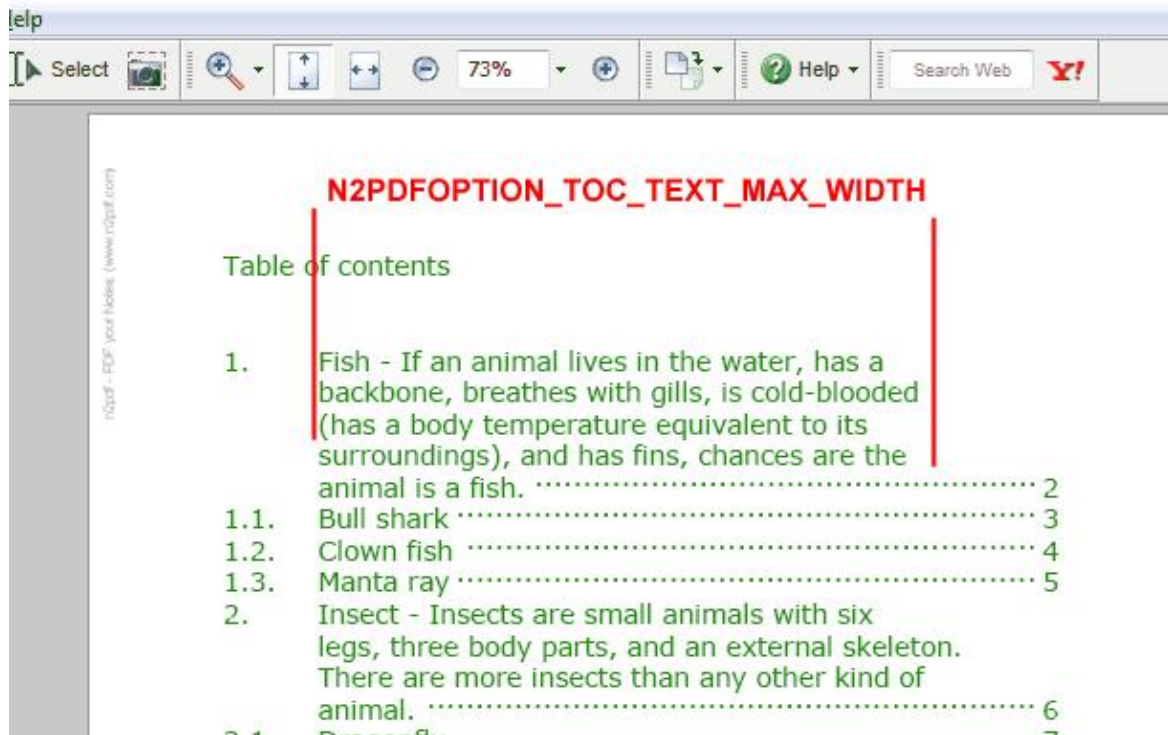 Help
Select
73%
Help
Search Web
Y!
n2pdf - PDF your Notes (www.n2pdf.com)
N2PDFOPTION_TOC_TEXT_MAX_WIDTH
Table of contents
1. Fish - If an animal lives in the water, has a
backbone, breathes with gills, is cold-blooded
(has a body temperature equivalent to its
surroundings), and has fins, chances are the
animal is a fish. 2
1.1. Bull shark 3
1.2. Clown fish 4
1.3. Manta ray 5
2. Insect - Insects are small animals with six
legs, three body parts, and an external skeleton.
There are more insects than any other kind of
animal. 6